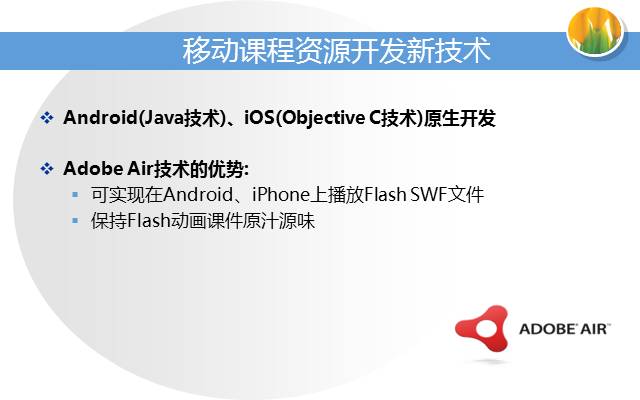 移动课程资源开发新技术
Android(Java技术)、iOS(Objective C技术)原生开发
Adobe Air技术的优势:
可实现在Android、iPhone上播放Flash SWF文件
保持Flash动画课件原汁源味
ADOBE® AIR™